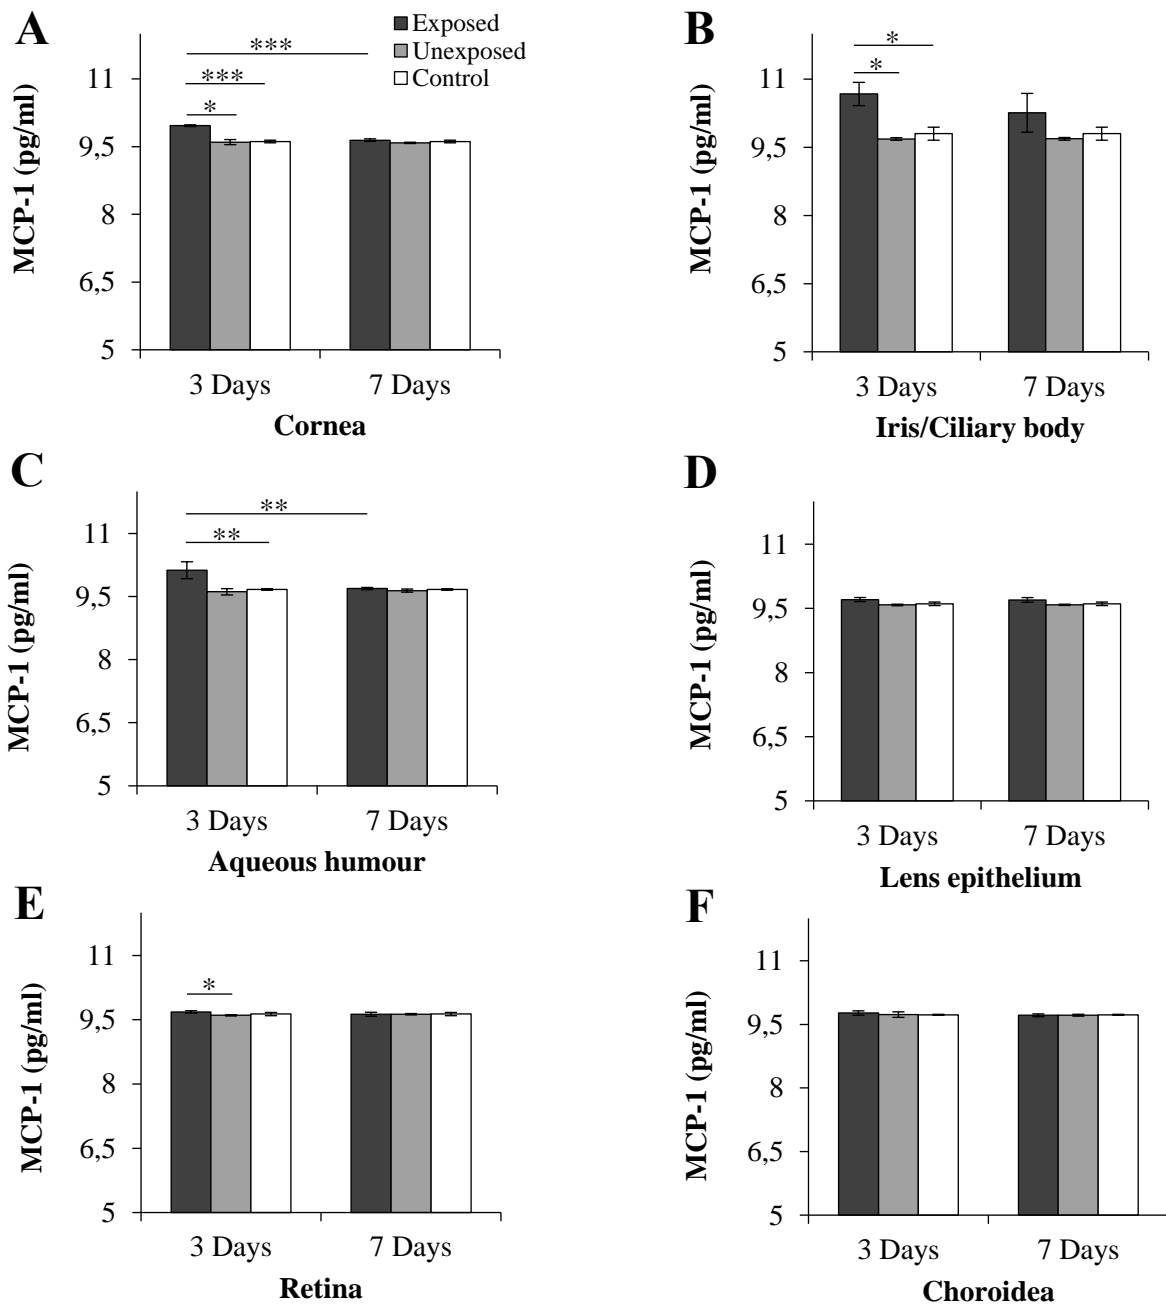 A
MCP-1 (pg/ml)
11
9,5
8
6,5
5
***
***
*
Exposed
Unexposed
Control
3 Days
7 Days
Cornea
B
MCP-1 (pg/ml)
11
9,5
8
6,5
5
*
*
3 Days
7 Days
Iris/Ciliary body
C
MCP-1 (pg/ml)
11
9,5
8
6,5
5
**
**
3 Days
7 Days
Aqueous humour
D
MCP-1 (pg/ml)
11
9,5
8
6,5
5
3 Days
7 Days
Lens epithelium
E
MCP-1 (pg/ml)
11
9,5
8
6,5
5
*
3 Days
7 Days
Retina
F
MCP-1 (pg/ml)
11
9,5
8
6,5
5
3 Days
7 Days
Choroidea